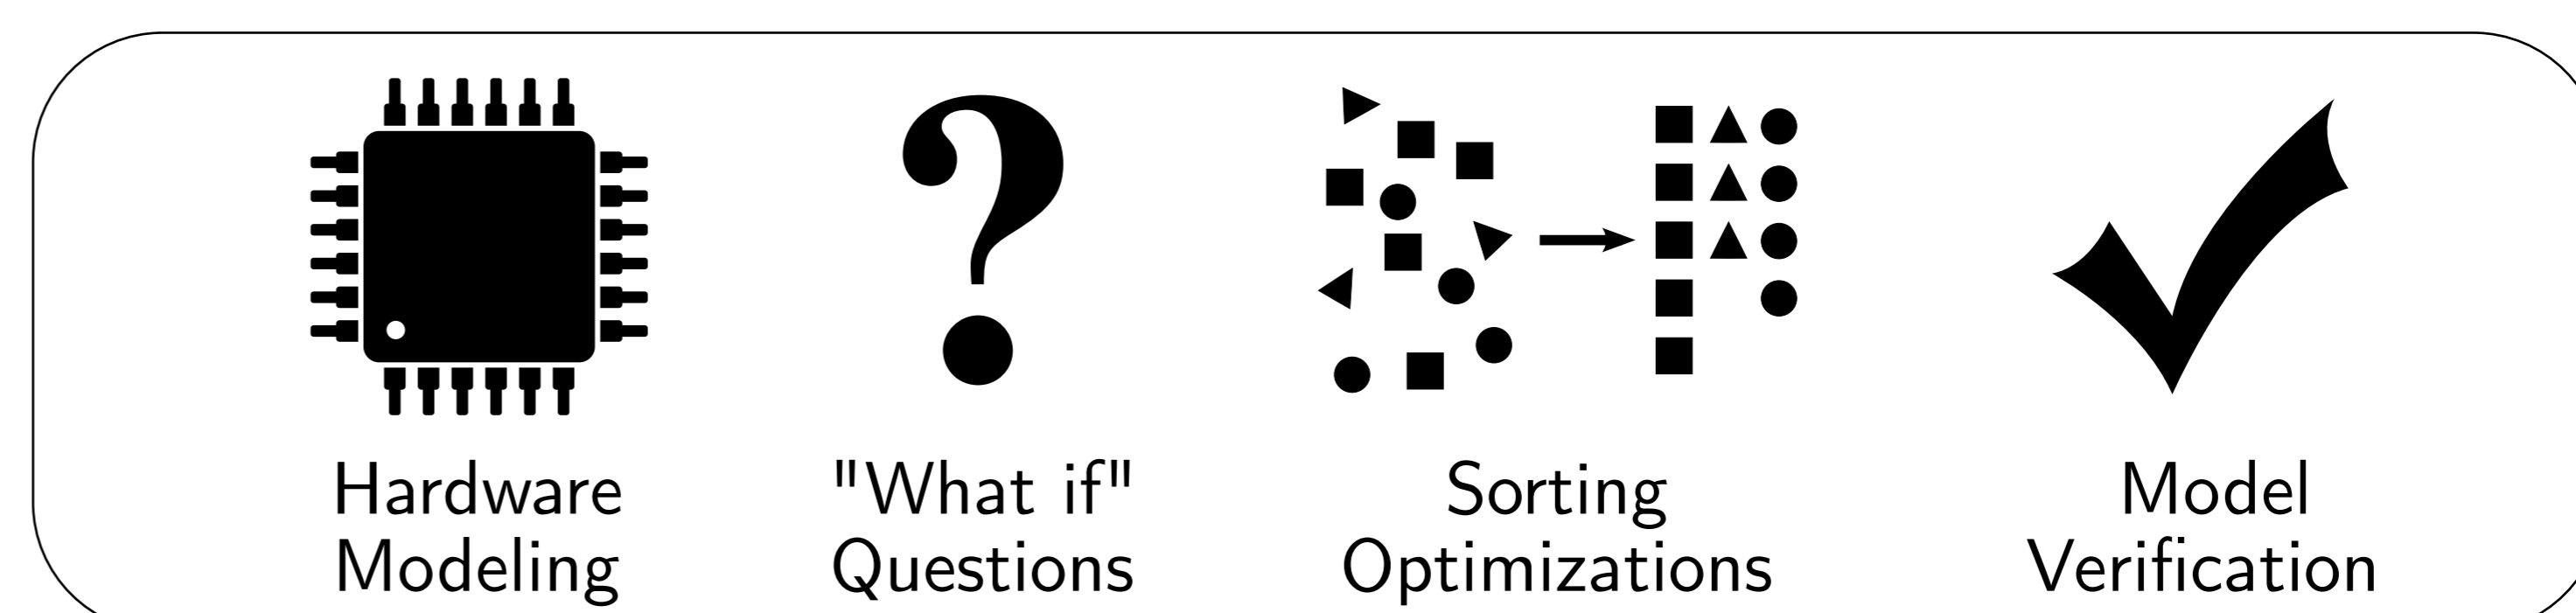 Hardware
Modeling
"What if"
Questions
Sorting
Optimizations
Model
Verification